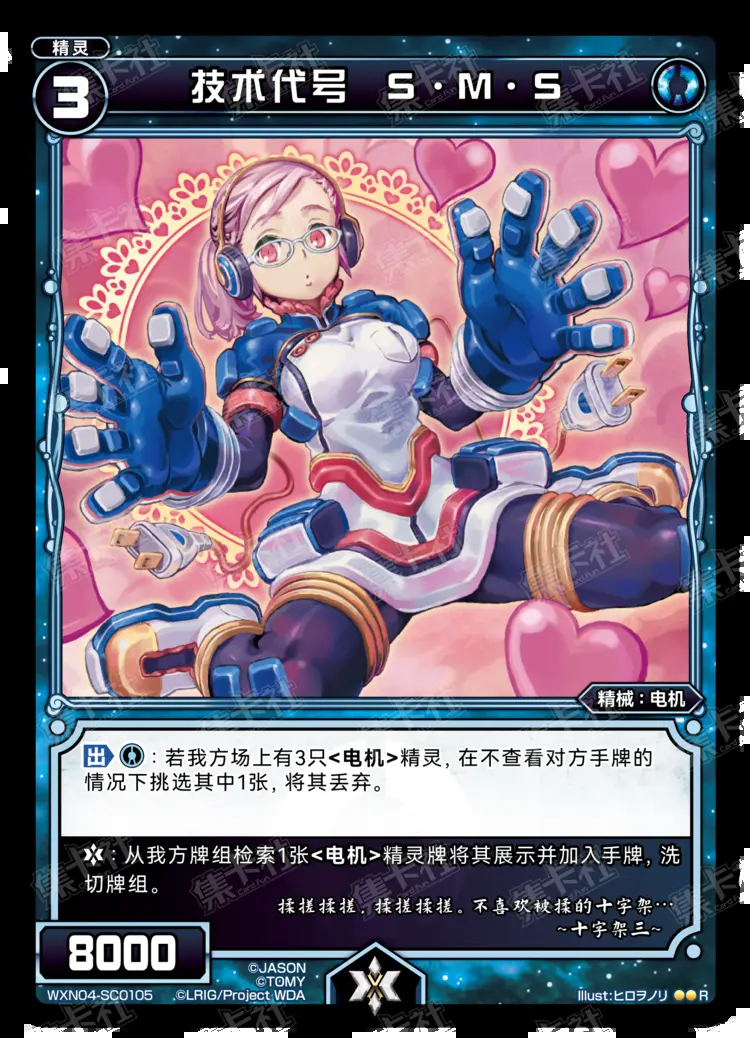 精灵
3
技术代号 S・M・S
精械：电机
出 ：若我方场上有3只<电机>精灵，在不查看对方手牌的
情况下挑选其中1张，将其丢弃。
：从我方牌组检索1张<电机>精灵牌将其展示并加入手牌，洗
切牌组。
揉搓揉搓，揉搓揉搓。不喜欢被揉的十字架…
～十字架三～
8000
©JASON
©TOMY
WXN04-SC0105 ©LRIG/Project WDA
Illust:ヒロヲノリ R
集卡社